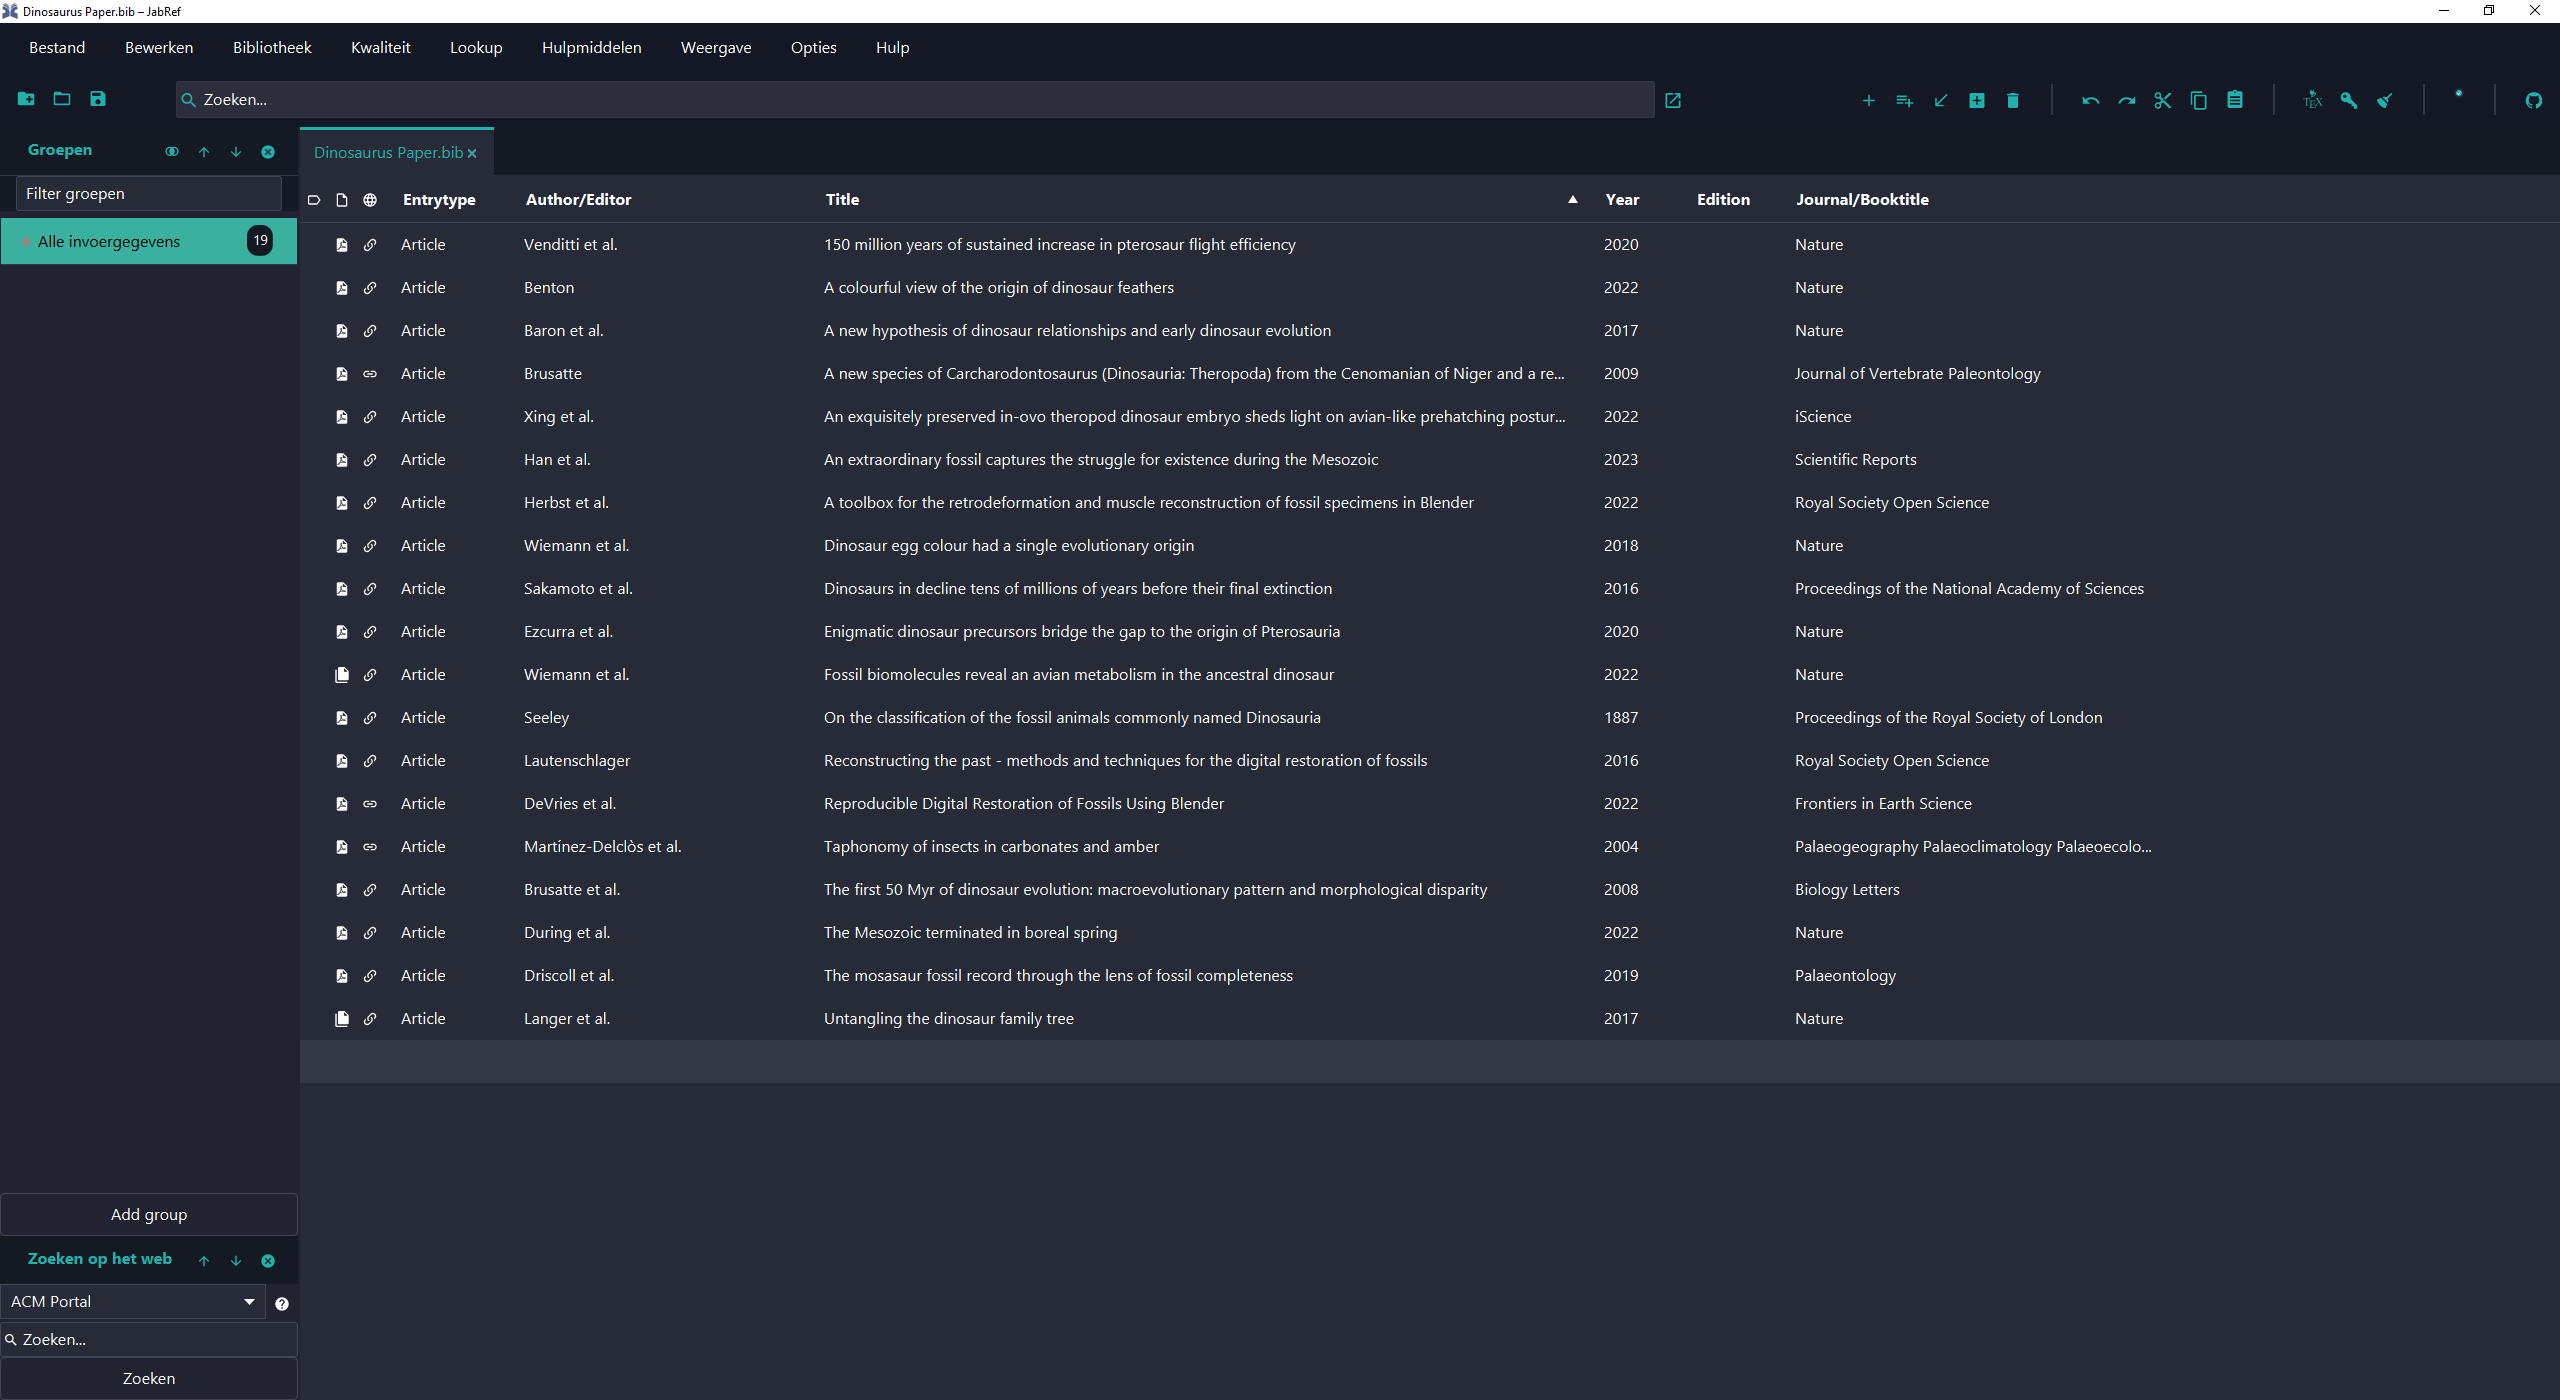 Dinosaurus Paper.bib – JabRef
Bestand Bewerken Bibliotheek Kwaliteit Lookup Hulpmiddelen Weergave Opties Hulp
Zoeken...
TEX
Groepen
Dinosaurus Paper.bib
Filter groepen
Entrytype Author/Editor Title Year Edition Journal/Booktitle
Alle invoergegevens 19
Article Venditti et al. 150 million years of sustained increase in pterosaur flight efficiency 2020 Nature
Article Benton A colourful view of the origin of dinosaur feathers 2022 Nature
Article Baron et al. A new hypothesis of dinosaur relationships and early dinosaur evolution 2017 Nature
Article Brusatte A new species of Carcharodontosaurus (Dinosauria: Theropoda) from the Cenomanian of Niger and a re... 2009 Journal of Vertebrate Paleontology
Article Xing et al. An exquisitely preserved in-ovo theropod dinosaur embryo sheds light on avian-like prehatching postur... 2022 iScience
Article Han et al. An extraordinary fossil captures the struggle for existence during the Mesozoic 2023 Scientific Reports
Article Herbst et al. A toolbox for the retrodeformation and muscle reconstruction of fossil specimens in Blender 2022 Royal Society Open Science
Article Wiemann et al. Dinosaur egg colour had a single evolutionary origin 2018 Nature
Article Sakamoto et al. Dinosaurs in decline tens of millions of years before their final extinction 2016 Proceedings of the National Academy of Sciences
Article Ezcurra et al. Enigmatic dinosaur precursors bridge the gap to the origin of Pterosauria 2020 Nature
Article Wiemann et al. Fossil biomolecules reveal an avian metabolism in the ancestral dinosaur 2022 Nature
Article Seeley On the classification of the fossil animals commonly named Dinosauria 1887 Proceedings of the Royal Society of London
Article Lautenschlager Reconstructing the past - methods and techniques for the digital restoration of fossils 2016 Royal Society Open Science
Article DeVries et al. Reproducible Digital Restoration of Fossils Using Blender 2022 Frontiers in Earth Science
Article Martínez-Delclòs et al. Taphonomy of insects in carbonates and amber 2004 Palaeogeography Palaeoclimatology Palaeoecolo...
Article Brusatte et al. The first 50 Myr of dinosaur evolution: macroevolutionary pattern and morphological disparity 2008 Biology Letters
Article During et al. The Mesozoic terminated in boreal spring 2022 Nature
Article Driscoll et al. The mosasaur fossil record through the lens of fossil completeness 2019 Palaeontology
Article Langer et al. Untangling the dinosaur family tree 2017 Nature
Add group
Zoeken op het web
ACM Portal
Zoeken...
Zoeken